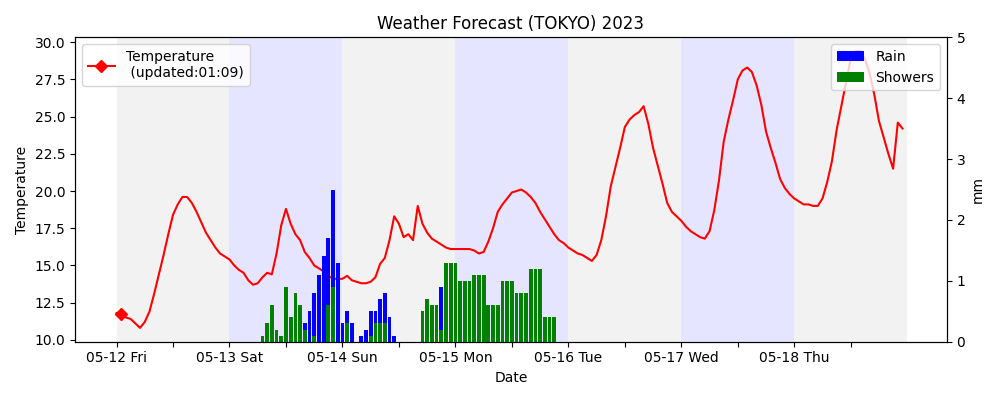 Weather Forecast (TOKYO) 2023
Temperature
(updated:01:09)
Rain
Showers
30.0
27.5
25.0
22.5
20.0
17.5
15.0
12.5
10.0
Temperature
5
4
3
2
1
0
mm
05-12 Fri
05-13 Sat
05-14 Sun
05-15 Mon
05-16 Tue
05-17 Wed
05-18 Thu
Date